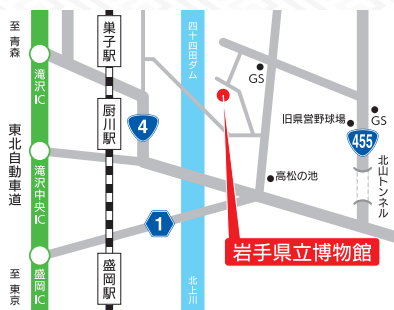 至 青森
巣子駅
四十四田ダム
滝沢IC
GS
厨川駅
4
旧県営野球場
GS
455
東北自動車道
滝沢中央IC
高松の池
北山トンネル
1
岩手県立博物館
盛岡IC
盛岡駅
北上川
至 東京